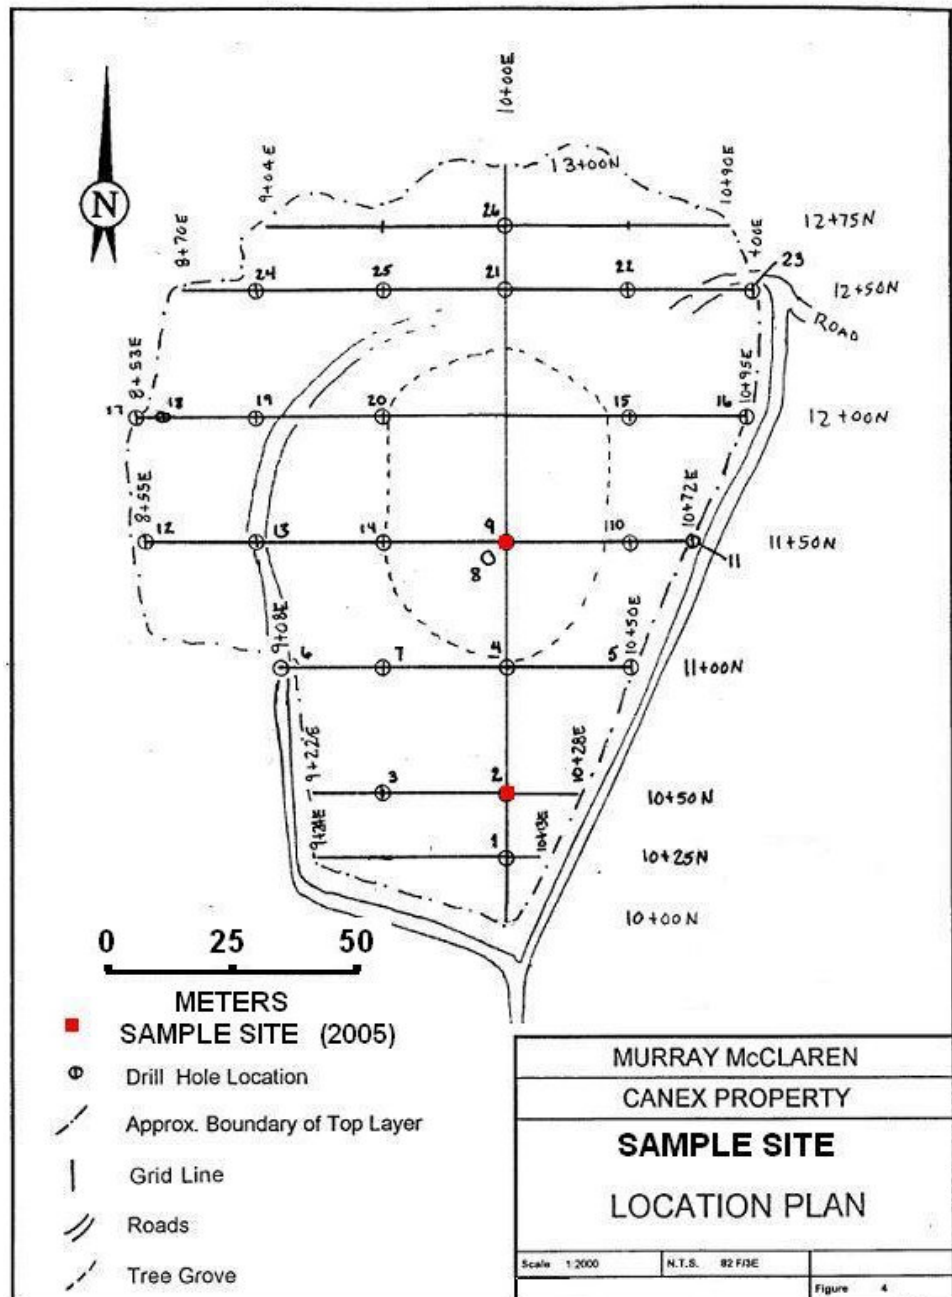 10+00E
13+00N
9+04E
10+90E
N
26
12+75N
8+70E
+00E
24
25
21
22
23
12+50N
ROAD
8+53E
10+95E
17
18
19
20
15
16
12+00N
8+55E
10+72E
12
13
14
9
8
110
11
11+50N
9+08E
10+50E
6
7
4
5
11+00N
9+22E
10+28E
3
2
10+50N
9+24E
10+13E
1
10+25N
10+00N
0 25 50
METERS
SAMPLE SITE (2005)
Drill Hole Location
Approx. Boundary of Top Layer
Grid Line
Roads
Tree Grove
MURRAY McCLAREN
CANEX PROPERTY
SAMPLE SITE
LOCATION PLAN
Scale 1:2000 N.T.S. 82 F/3E
Figure 4